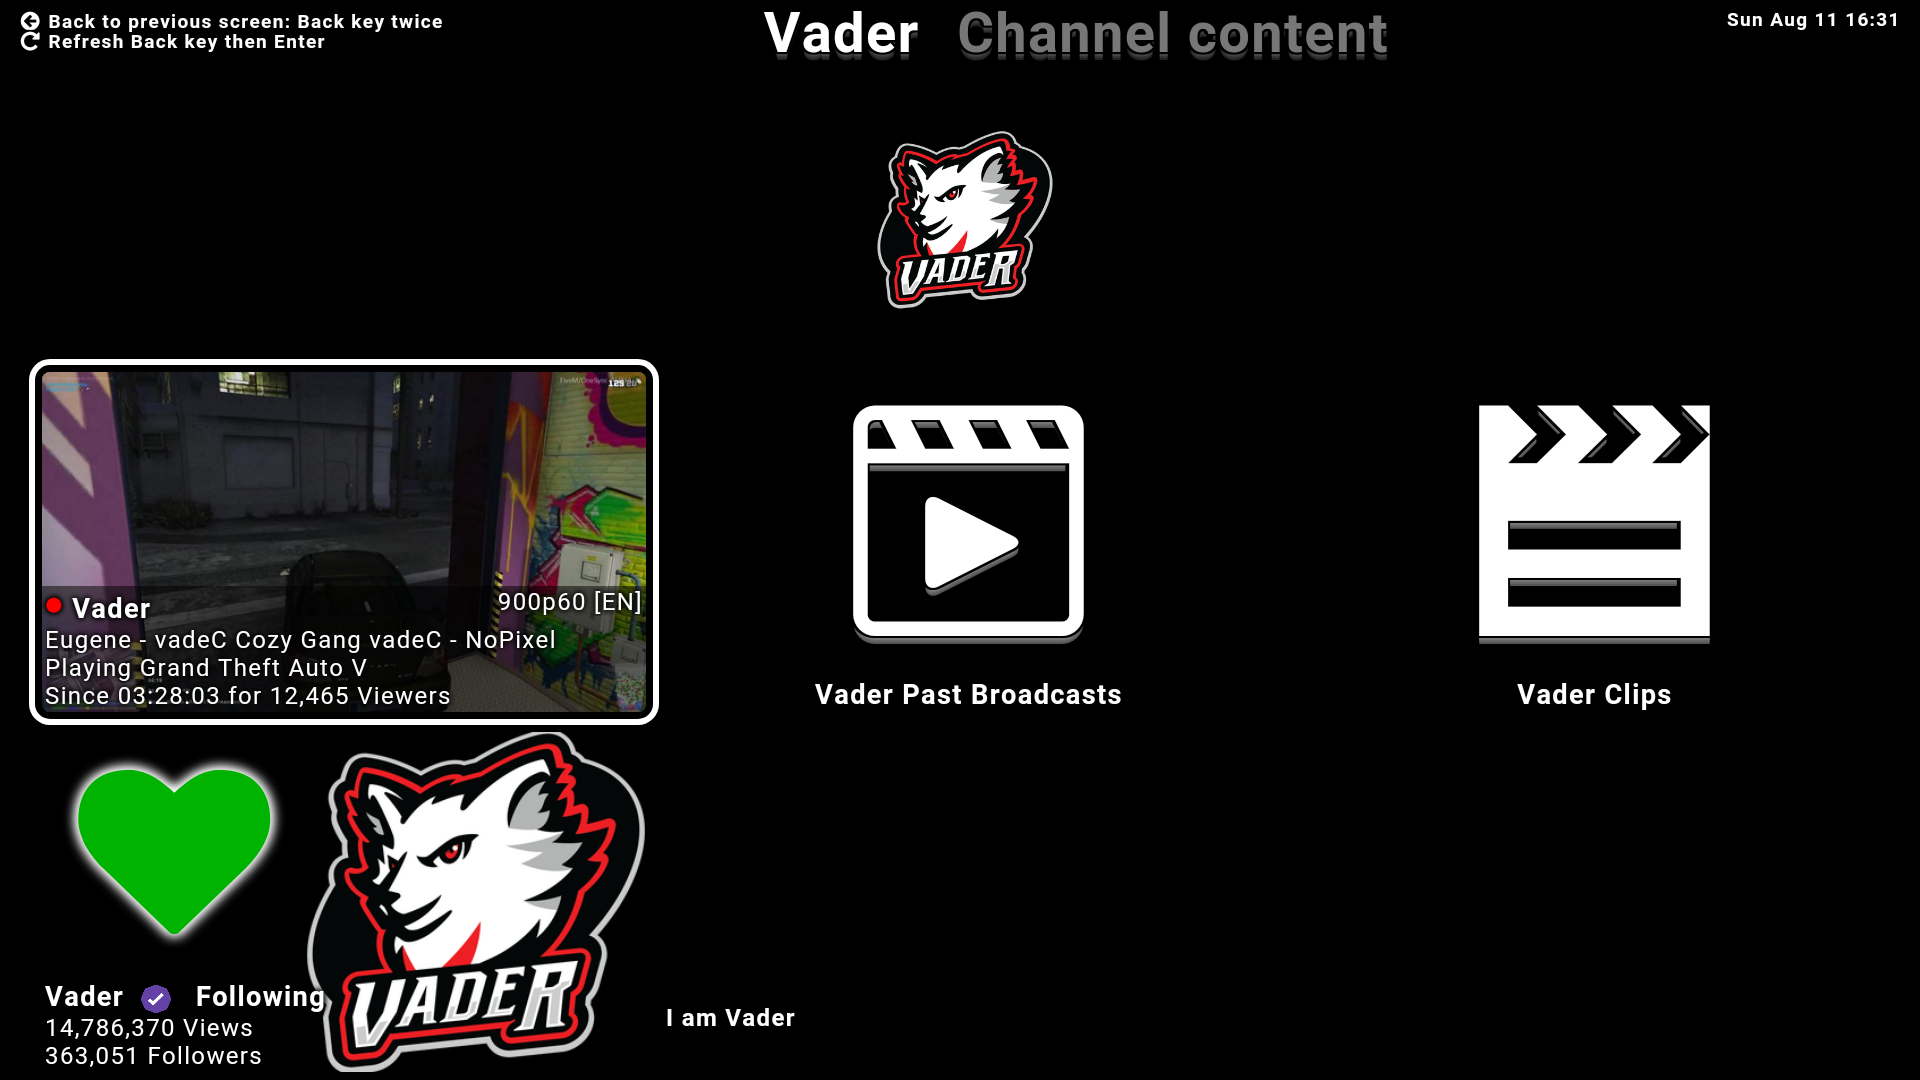 Back to previous screen: Back key twice
Refresh Back key then Enter
Vader Channel content
Sun Aug 11 16:31
VADER
Vader
900p60 [EN]
Eugene - vadeC Cozy Gang vadeC - NoPixel
Playing Grand Theft Auto V
Since 03:28:03 for 12,465 Viewers
Vader Past Broadcasts
Vader Clips
VADER
Vader Following
14,786,370 Views
363,051 Followers
I am Vader